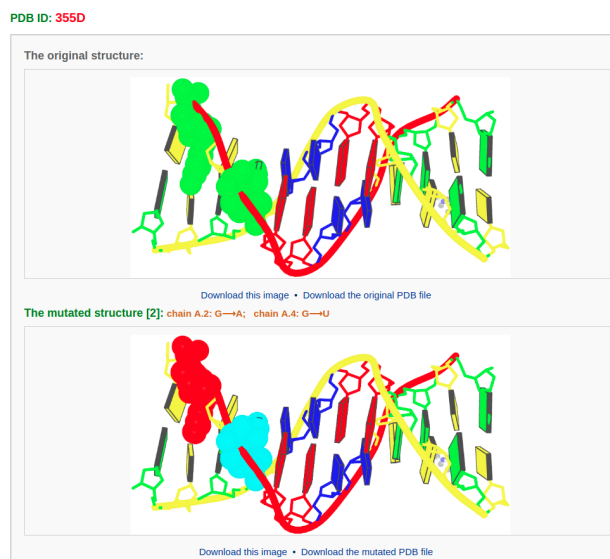 PDB ID: 355D
The original structure:
Download this image • Download the original PDB file
The mutated structure [2]: chain A.2: G⟶A; chain A.4: G⟶U
Download this image • Download the mutated PDB file